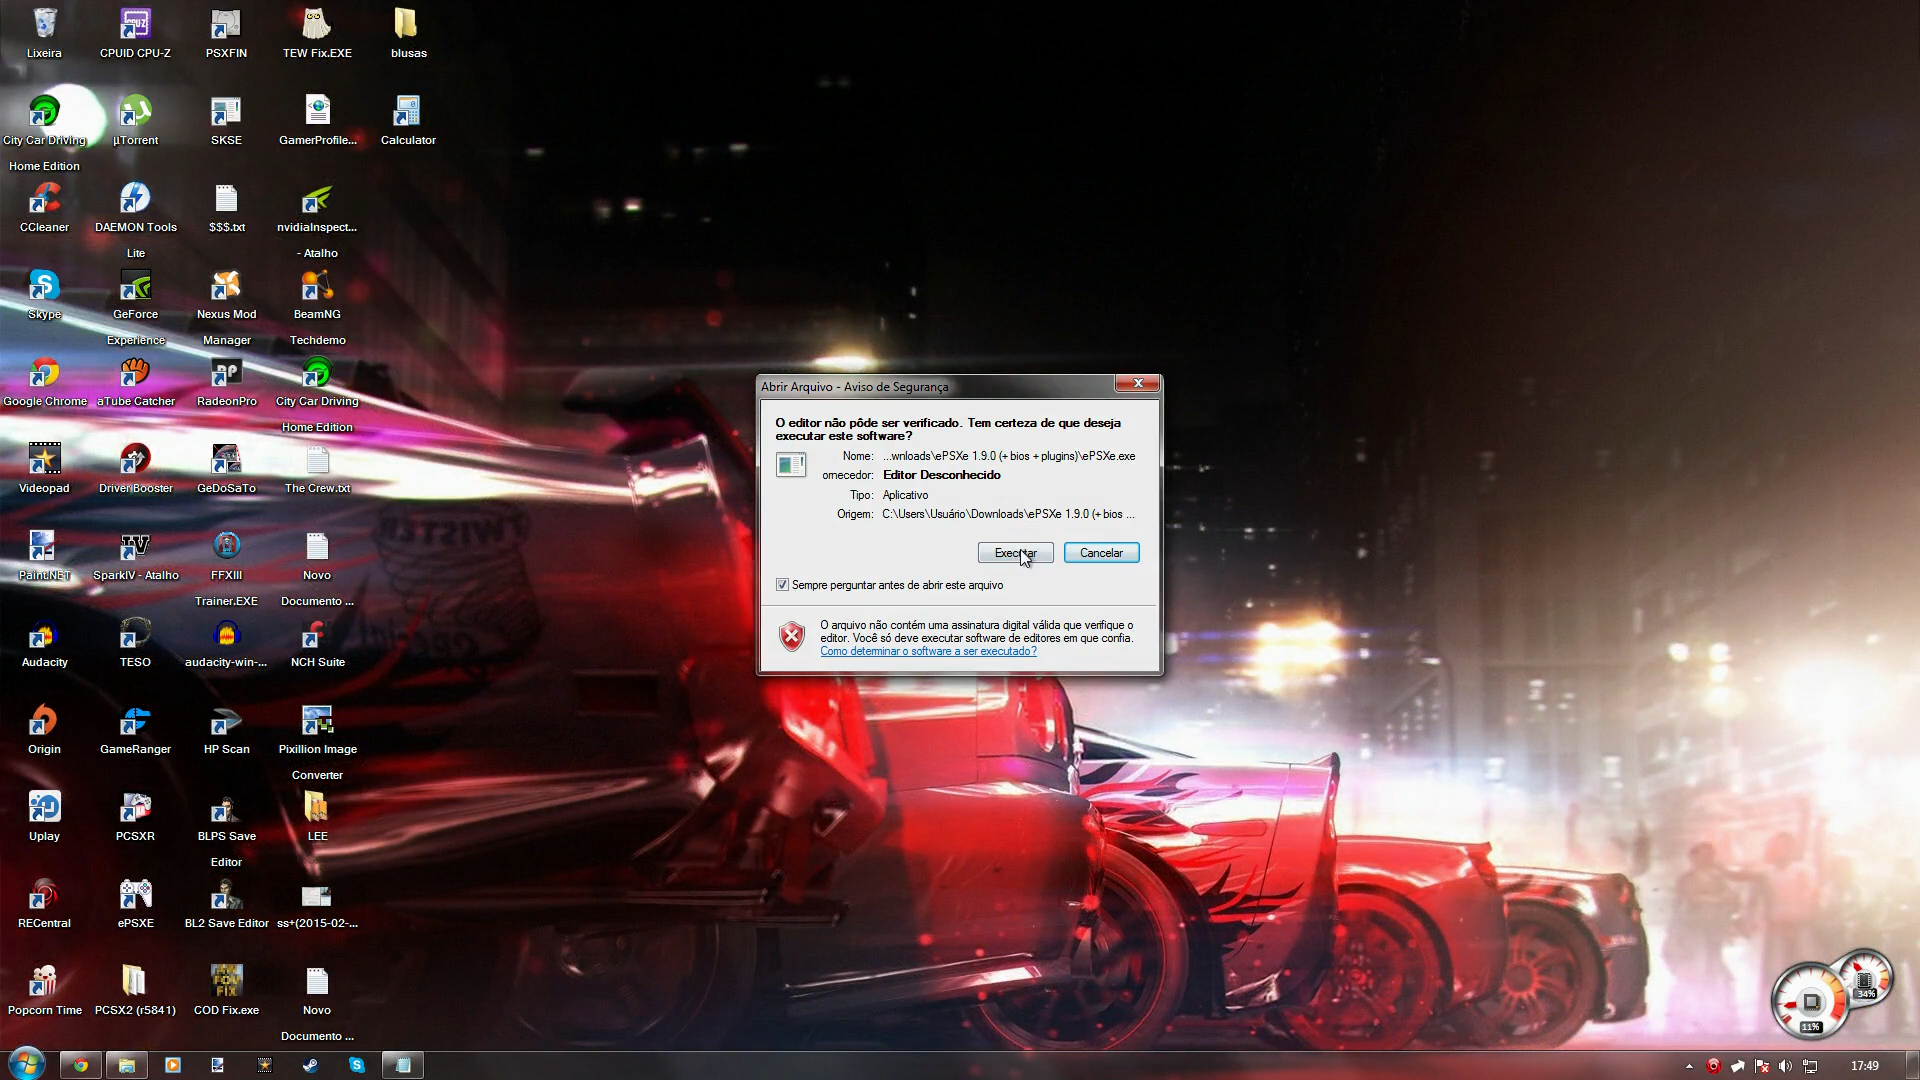 Lixeira
CPUID CPU-Z
PSXFIN
TEW Fix.EXE
blusas
City Car Driving
Home Edition
µTorrent
SKSE
GamerProfile...
Calculator
CCleaner
DAEMON Tools
Lite
$$$.txt
nvidiaInspect...
- Atalho
Skype
GeForce
Experience
Nexus Mod
Manager
BeamNG
Techdemo
Google Chrome
aTube Catcher
RadeonPro
City Car Driving
Home Edition
Videopad
Driver Booster
GeDoSaTo
The Crew.txt
Paint.NET
SparkIV - Atalho
FFXIII
Trainer.EXE
Novo
Documento ...
Audacity
TESO
audacity-win-...
NCH Suite
Origin
GameRanger
HP Scan
Pixillion Image
Converter
Uplay
PCSXR
BLPS Save
Editor
LEE
RECentral
ePSXE
BL2 Save Editor
ss+(2015-02-...
Popcorn Time
PCSX2 (r5841)
COD Fix.exe
Novo
Documento ...
Abrir Arquivo - Aviso de Segurança
O editor não pôde ser verificado. Tem certeza de que deseja
executar este software?
Nome: ...wnloads\ePSXe 1.9.0 (+ bios + plugins)\ePSXe.exe
ornecedor: Editor Desconhecido
Tipo: Aplicativo
Origem: C:\Users\Usuário\Downloads\ePSXe 1.9.0 (+ bios ...
Executar
Cancelar
Sempre perguntar antes de abrir este arquivo
O arquivo não contém uma assinatura digital válida que verifique o
editor. Você só deve executar software de editores em que confia.
Como determinar o software a ser executado?
TWISTER
Special
34%
11%
17:49